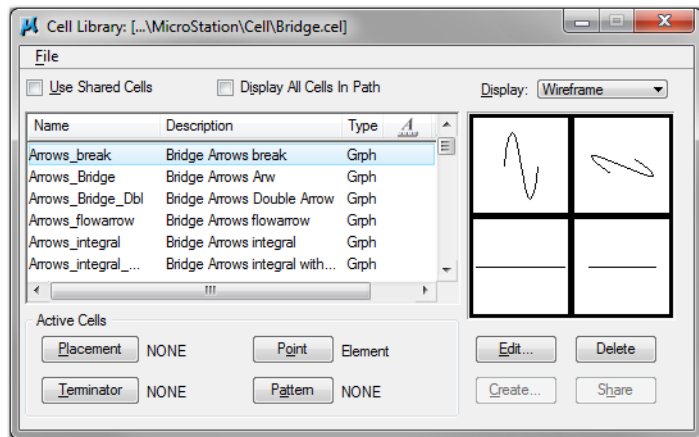 Cell Library: [...\MicroStation\Cell\Bridge.cel]
File
Use Shared Cells Display All Cells In Path Display: Wireframe
Name Description Type A
Arrows_break Bridge Arrows break Grph
Arrows_Bridge Bridge Arrows Arw Grph
Arrows_Bridge_Dbl Bridge Arrows Double Arrow Grph
Arrows_flowarrow Bridge Arrows flowarrow Grph
Arrows_integral Bridge Arrows integral Grph
Arrows_integral_... Bridge Arrows integral with... Grph
Active Cells
Placement NONE Point Element Edit... Delete
Terminator NONE Pattern NONE Create... Share